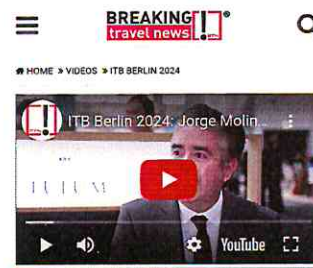 BREAKING
travel news
HOME » VIDEOS » ITB BERLIN 2024
ITB Berlin 2024: Jorge Molin...
TULUM
YouTube